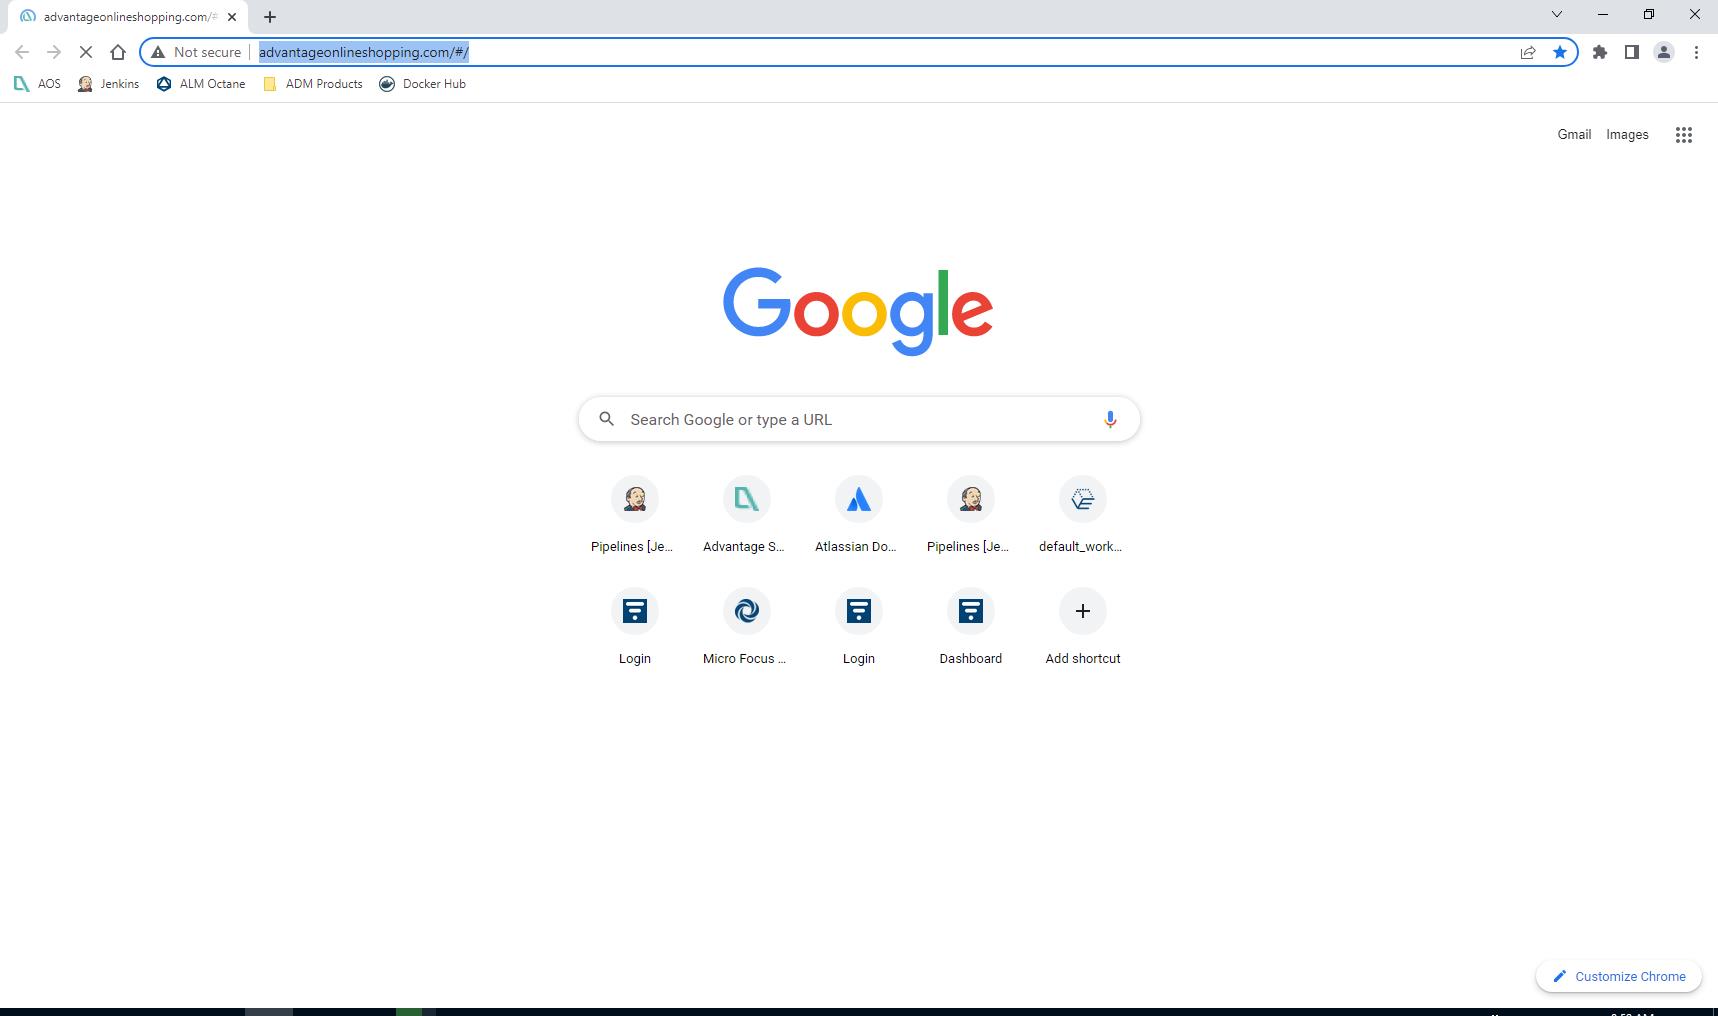 advantageonlineshopping.com/#
Not secure advantageonlineshopping.com/#/
AOS Jenkins ALM Octane ADM Products Docker Hub
Gmail Images
Google
Search Google or type a URL
Pipelines [Je... Advantage S... Atlassian Do... Pipelines [Je... default_work...
Login Micro Focus ... Login Dashboard Add shortcut
Customize Chrome